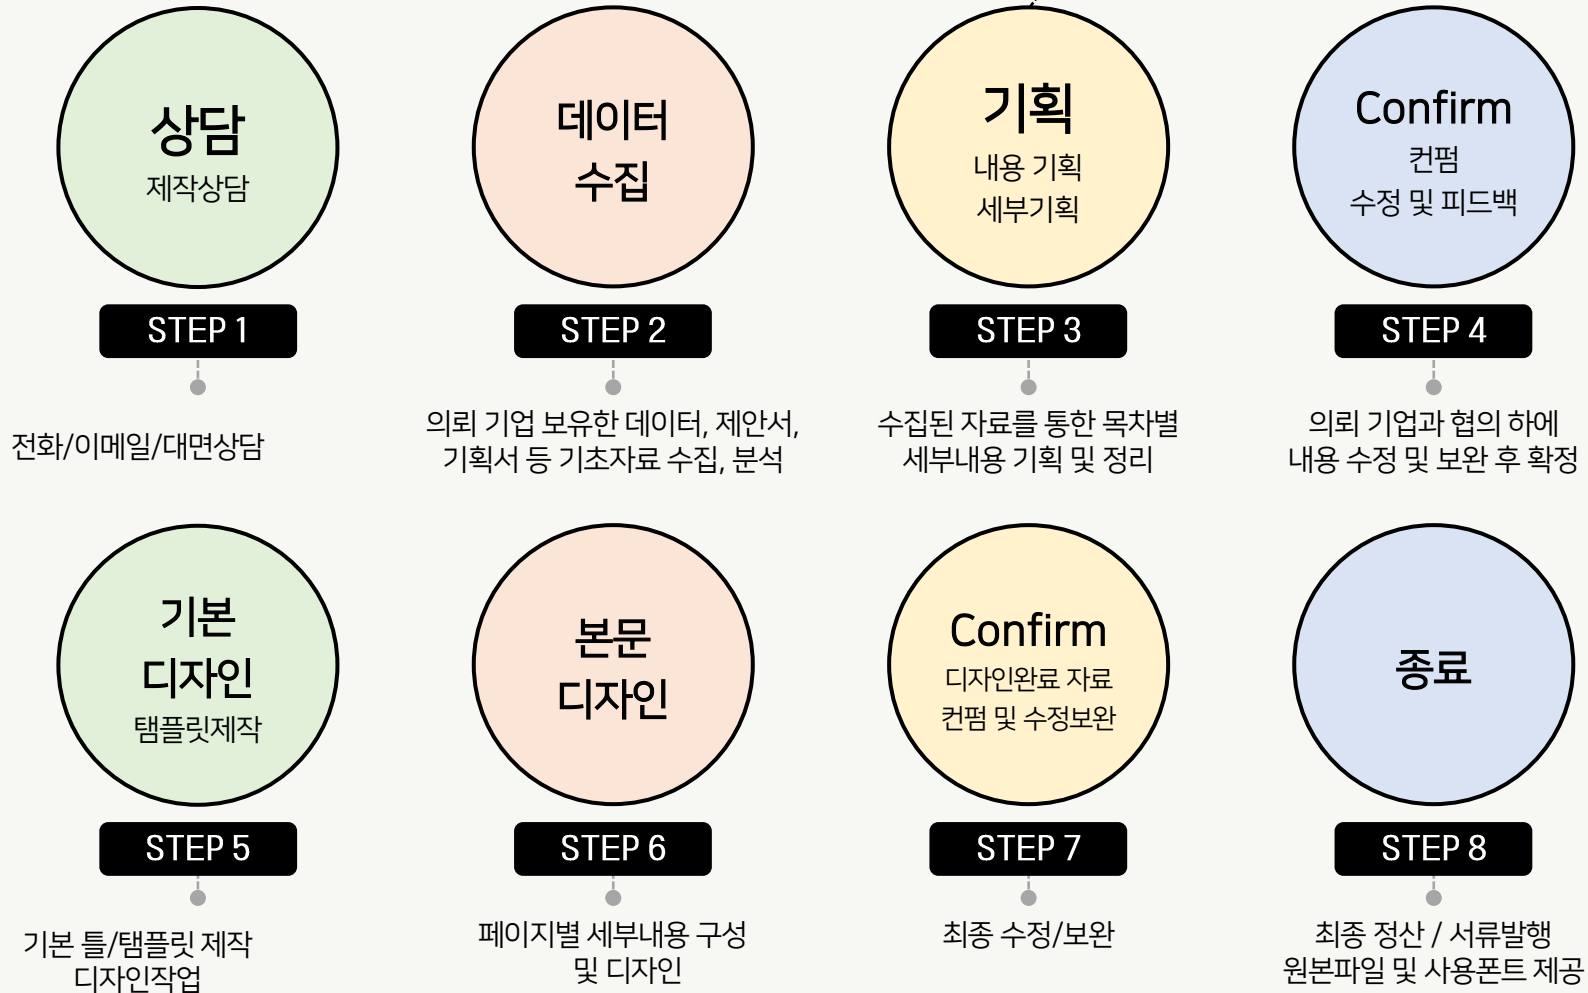 상담
제작상담
STEP 1
전화/이메일/대면상담
데이터
수집
STEP 2
의뢰 기업 보유한 데이터, 제안서,
기획서 등 기초자료 수집, 분석
기획
내용 기획
세부기획
STEP 3
수집된 자료를 통한 목차별
세부내용 기획 및 정리
Confirm
컨펌
수정 및 피드백
STEP 4
의뢰 기업과 협의 하에
내용 수정 및 보완 후 확정
기본
디자인
탬플릿제작
STEP 5
기본 틀/탬플릿 제작
디자인작업
본문
디자인
STEP 6
페이지별 세부내용 구성
및 디자인
Confirm
디자인완료 자료
컨펌 및 수정보완
STEP 7
최종 수정/보완
종료
STEP 8
최종 정산 / 서류발행
원본파일 및 사용폰트 제공